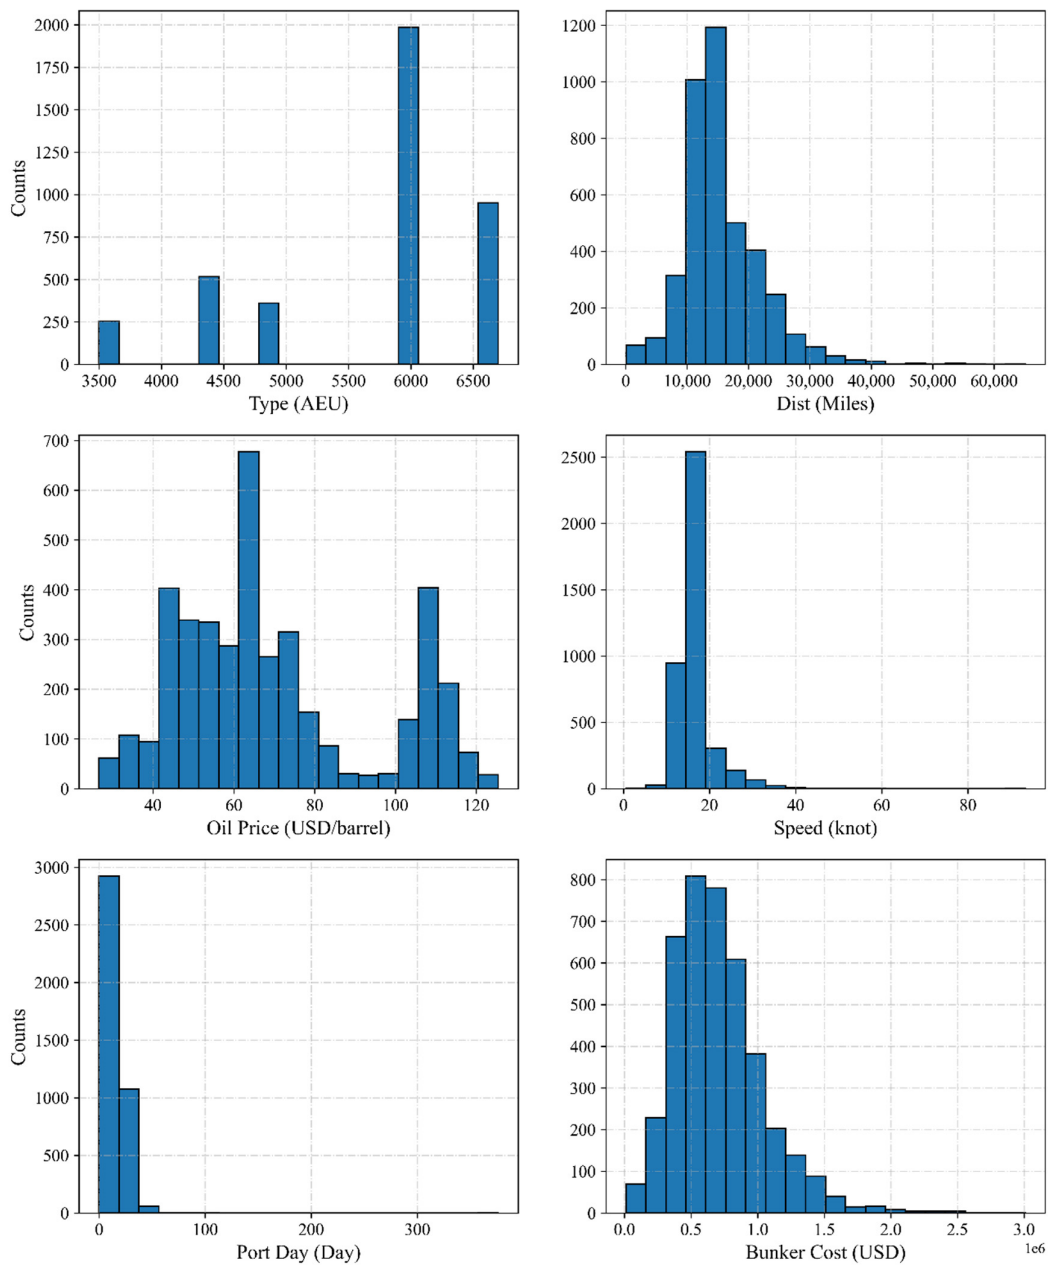 2000
1750
1500
1250
1000
750
500
250
0
Counts
3500 4000 4500 5000 5500 6000 6500
Type (AEU)
1200
1000
800
600
400
200
0
0 10,000 20,000 30,000 40,000 50,000 60,000
Dist (Miles)
700
600
500
400
300
200
100
0
Counts
40 60 80 100 120
Oil Price (USD/barrel)
2500
2000
1500
1000
500
0
0 20 40 60 80
Speed (knot)
3000
2500
2000
1500
1000
500
0
Counts
0 100 200 300
Port Day (Day)
800
700
600
500
400
300
200
100
0
0.0 0.5 1.0 1.5 2.0 2.5 3.0
1e6
Bunker Cost (USD)